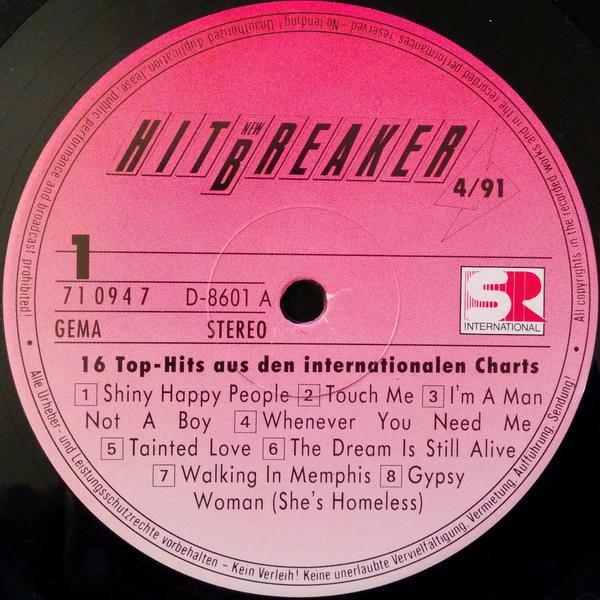 HITBREAKER
NEW
4/91
1
710947 D-8601 A
GEMA STEREO
SR
INTERNATIONAL
16 Top-Hits aus den internationalen Charts
1 Shiny Happy People 2 Touch Me 3 I'm A Man
Not A Boy 4 Whenever You Need Me
5 Tainted Love 6 The Dream Is Still Alive
7 Walking In Memphis 8 Gypsy
Woman (She's Homeless)
All copyrights in the recorded works and in the recorded performances reserved - No lending! Unauthorized duplication, lease public performance and broadcast prohibited!
Alle Urheber- und Leistungsschutzrechte vorbehalten - Kein Verleih! Keine unerlaubte Vervielfältigung, Vermietung, Aufführung, Sendung!